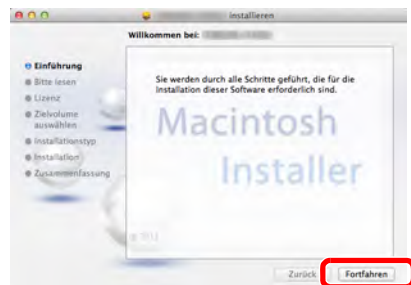 installieren
Willkommen bei:
Einführung
Bitte lesen
Lizenz
Zielvolume
auswählen
Installationstyp
Installation
Zusammenfassung
Sie werden durch alle Schritte geführt, die für die
Installation dieser Software erforderlich sind.
Macintosh
Installer
Zurück
Fortfahren